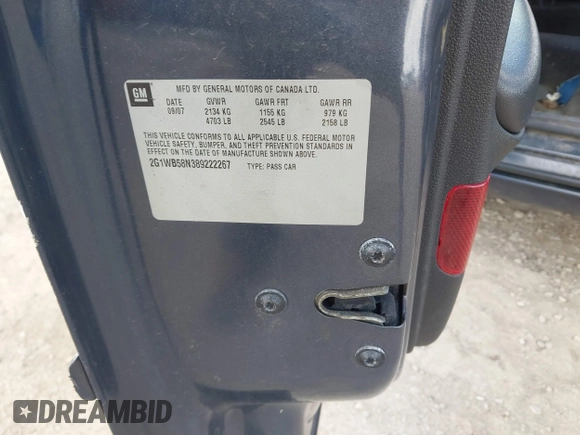 GM
MFD BY GENERAL MOTORS OF CANADA LTD.
DATE GVWR GAWR FRT GAWR RR
09/07 2134 KG 1155 KG 979 KG
4703 LB 2545 LB 2158 LB
THIS VEHICLE CONFORMS TO ALL APPLICABLE U.S. FEDERAL MOTOR
VEHICLE SAFETY, BUMPER, AND THEFT PREVENTION STANDARDS IN
EFFECT ON THE DATE OF MANUFACTURE SHOWN ABOVE.
2G1WB58N389222267 TYPE: PASS CAR
DREAMBID